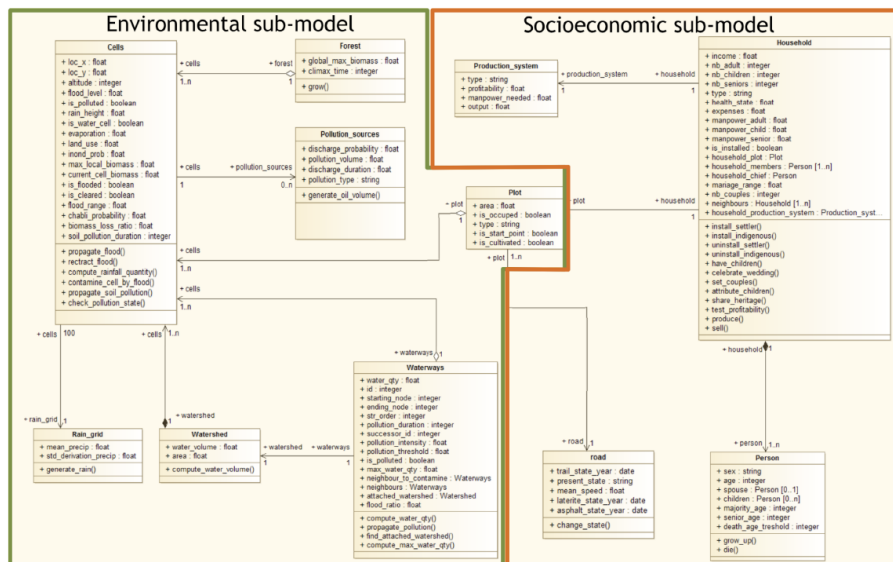 Environmental sub-model
Socioeconomic sub-model
Cells
+ loc_x : float
+ loc_y : float
+ altitude : integer
+ flood_level : float
+ is_polluted : boolean
+ rain_height : float
+ is_water_cell : boolean
+ evaporation : float
+ land_use : float
+ inond_prob : float
+ max_local_biomass : float
+ current_cell_biomass : float
+ is_flooded : boolean
+ is_cleared : boolean
+ flood_range : float
+ chabli_probability : float
+ biomass_loss_ratio : float
+ soil_pollution_duration : integer
+ propagate_flood()
+ rectract_flood()
+ compute_rainfall_quantity()
+ contamine_cell_by_flood()
+ propagate_soil_pollution()
+ check_pollution_state()
+ cells
1..n
+ forest
1
Forest
+ global_max_biomass : float
+ climax_time : integer
+ grow()
+ cells
1
+ pollution_sources
0..n
Pollution_sources
+ discharge_probability : float
+ pollution_volume : float
+ discharge_duration : float
+ pollution_type : string
+ generate_oil_volume()
+ cells
1..n
+ plot
1
Plot
+ area : float
+ is_occuped : boolean
+ type : string
+ is_start_point : boolean
+ is_cultivated : boolean
+ plot
1..n
+ plot
1
+ household
1
Production_system
+ type : string
+ profitability : float
+ manpower_needed : float
+ output : float
+ production_system
1
+ household
1
Household
+ income : float
+ nb_adult : integer
+ nb_children : integer
+ nb_seniors : integer
+ type : string
+ health_state : float
+ expenses : float
+ manpower_adult : float
+ manpower_child : float
+ manpower_senior : float
+ is_installed : boolean
+ household_plot : Plot
+ household_members : Person [1..n]
+ household_chief : Person
+ mariage_range : float
+ nb_couples : integer
+ neighbours : Household [1..n]
+ household_production_system : Production_syst...
+ install_settler()
+ install_indigenous()
+ uninstall_settler()
+ uninstall_indigenous()
+ have_children()
+ celebrate_wedding()
+ set_couples()
+ attribute_children()
+ share_heritage()
+ test_profitability()
+ produce()
+ sell()
+ household
1
+ person
1..n
Person
+ sex : string
+ age : integer
+ spouse : Person [0..1]
+ children : Person [0..n]
+ majority_age : integer
+ senior_age : integer
+ death_age_treshold : integer
+ grow_up()
+ die()
+ road
1
road
+ trail_state_year : date
+ present_state : string
+ mean_speed : float
+ laterite_state_year : date
+ asphalt_state_year : date
+ change_state()
+ cells
1..n
+ waterways
1
Waterways
+ water_qty : float
+ id : integer
+ starting_node : integer
+ ending_node : integer
+ str_order : integer
+ pollution_duration : integer
+ successor_id : integer
+ pollution_intensity : float
+ pollution_threshold : float
+ is_polluted : boolean
+ max_water_qty : float
+ neighbour_to_contamine : Waterways
+ neighbours : Waterways
+ attached_watershed : Watershed
+ flood_ratio : float
+ compute_water_qty()
+ propagate_pollution()
+ find_attached_watershed()
+ compute_max_water_qty()
+ watershed
1
+ waterways
1
+ cells
1..n
+ watershed
1
Watershed
+ water_volume : float
+ area : float
+ compute_water_volume()
+ cells
100
+ rain_grid
1
Rain_grid
+ mean_precip : float
+ std_derivation_precip : float
+ generate_rain()